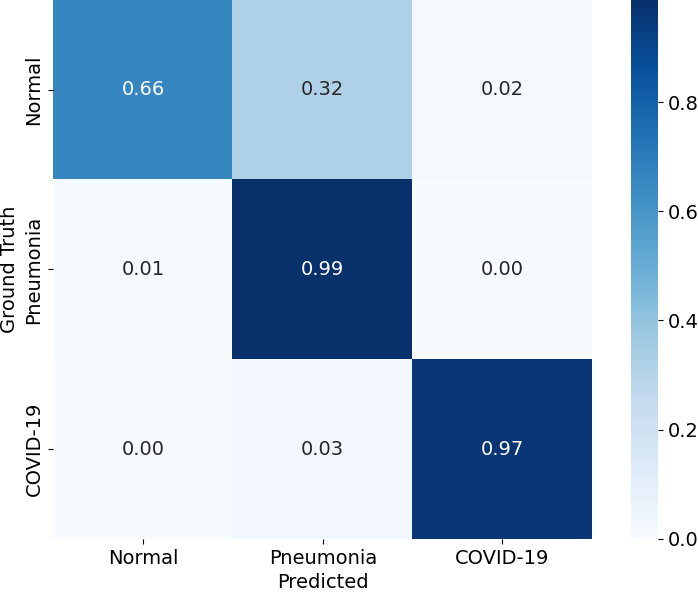 Ground Truth
Normal
0.66 0.32 0.02
Pneumonia
0.01 0.99 0.00
COVID-19
0.00 0.03 0.97
Normal Pneumonia COVID-19
Predicted
0.8
0.6
0.4
0.2
0.0